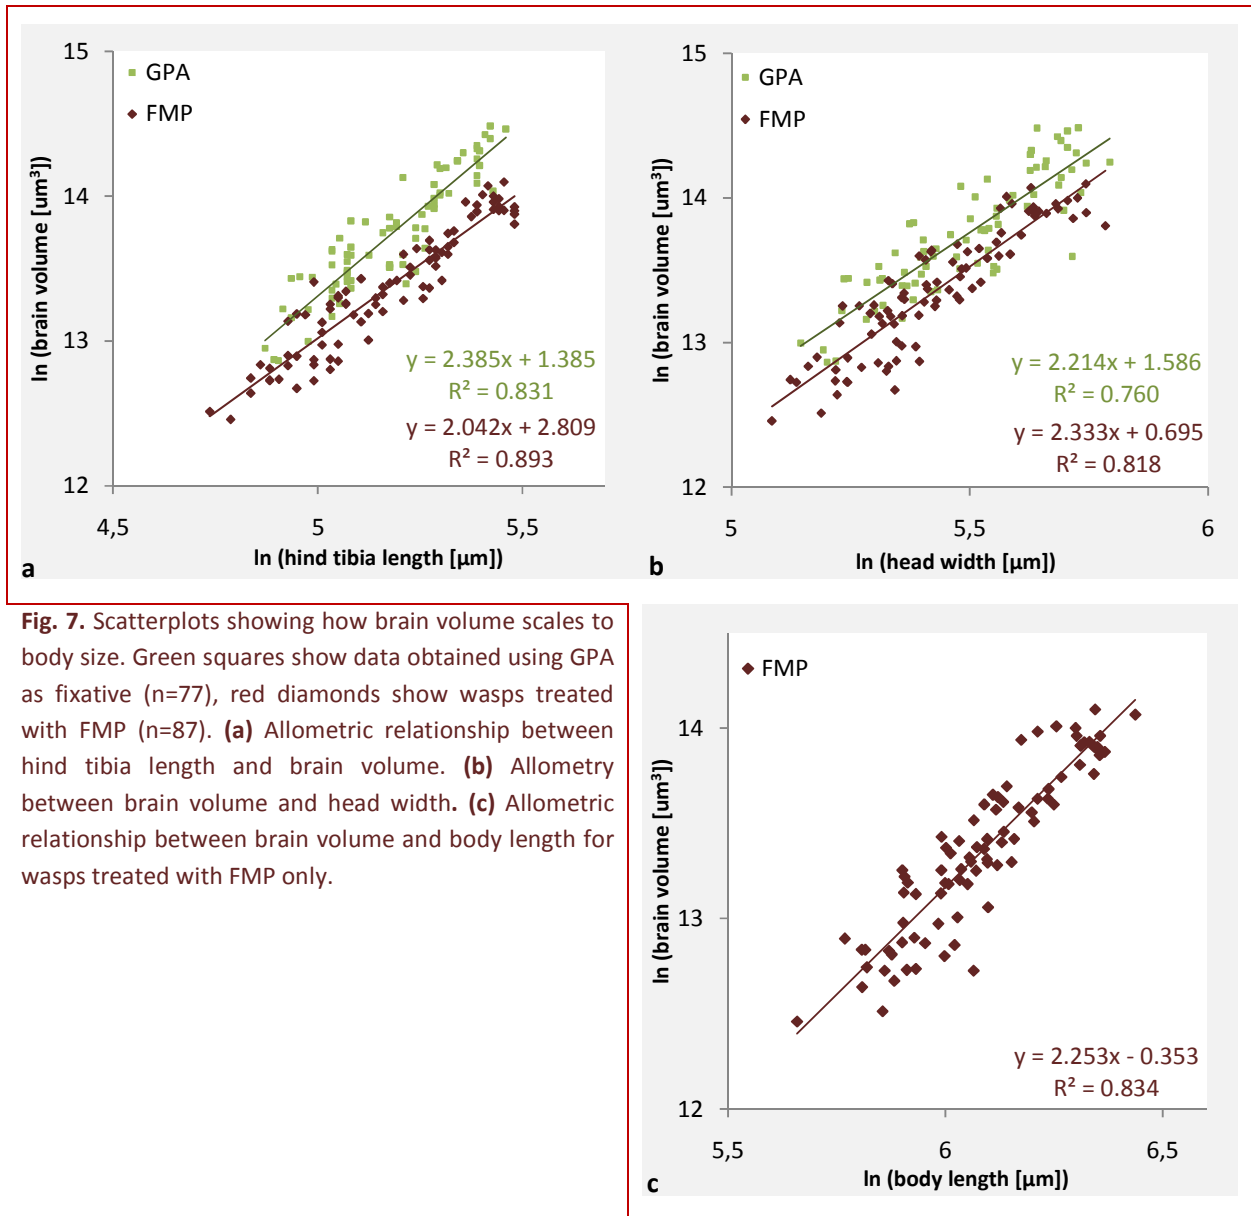 15
GPA
FMP
14
13
12
4,5
5
5,5
ln (brain volume [um³])
ln (hind tibia length [µm])
y = 2.385x + 1.385
R² = 0.831
y = 2.042x + 2.809
R² = 0.893
a
15
GPA
FMP
14
13
12
5
5,5
6
ln (brain volume [um³])
ln (head width [µm])
y = 2.214x + 1.586
R² = 0.760
y = 2.333x + 0.695
R² = 0.818
b
Fig. 7. Scatterplots showing how brain volume scales to
body size. Green squares show data obtained using GPA
as fixative (n=77), red diamonds show wasps treated
with FMP (n=87). (a) Allometric relationship between
hind tibia length and brain volume. (b) Allometry
between brain volume and head width. (c) Allometric
relationship between brain volume and body length for
wasps treated with FMP only.
FMP
14
13
12
5,5
6
6,5
ln (brain volume [um³])
ln (body length [µm])
y = 2.253x - 0.353
R² = 0.834
c